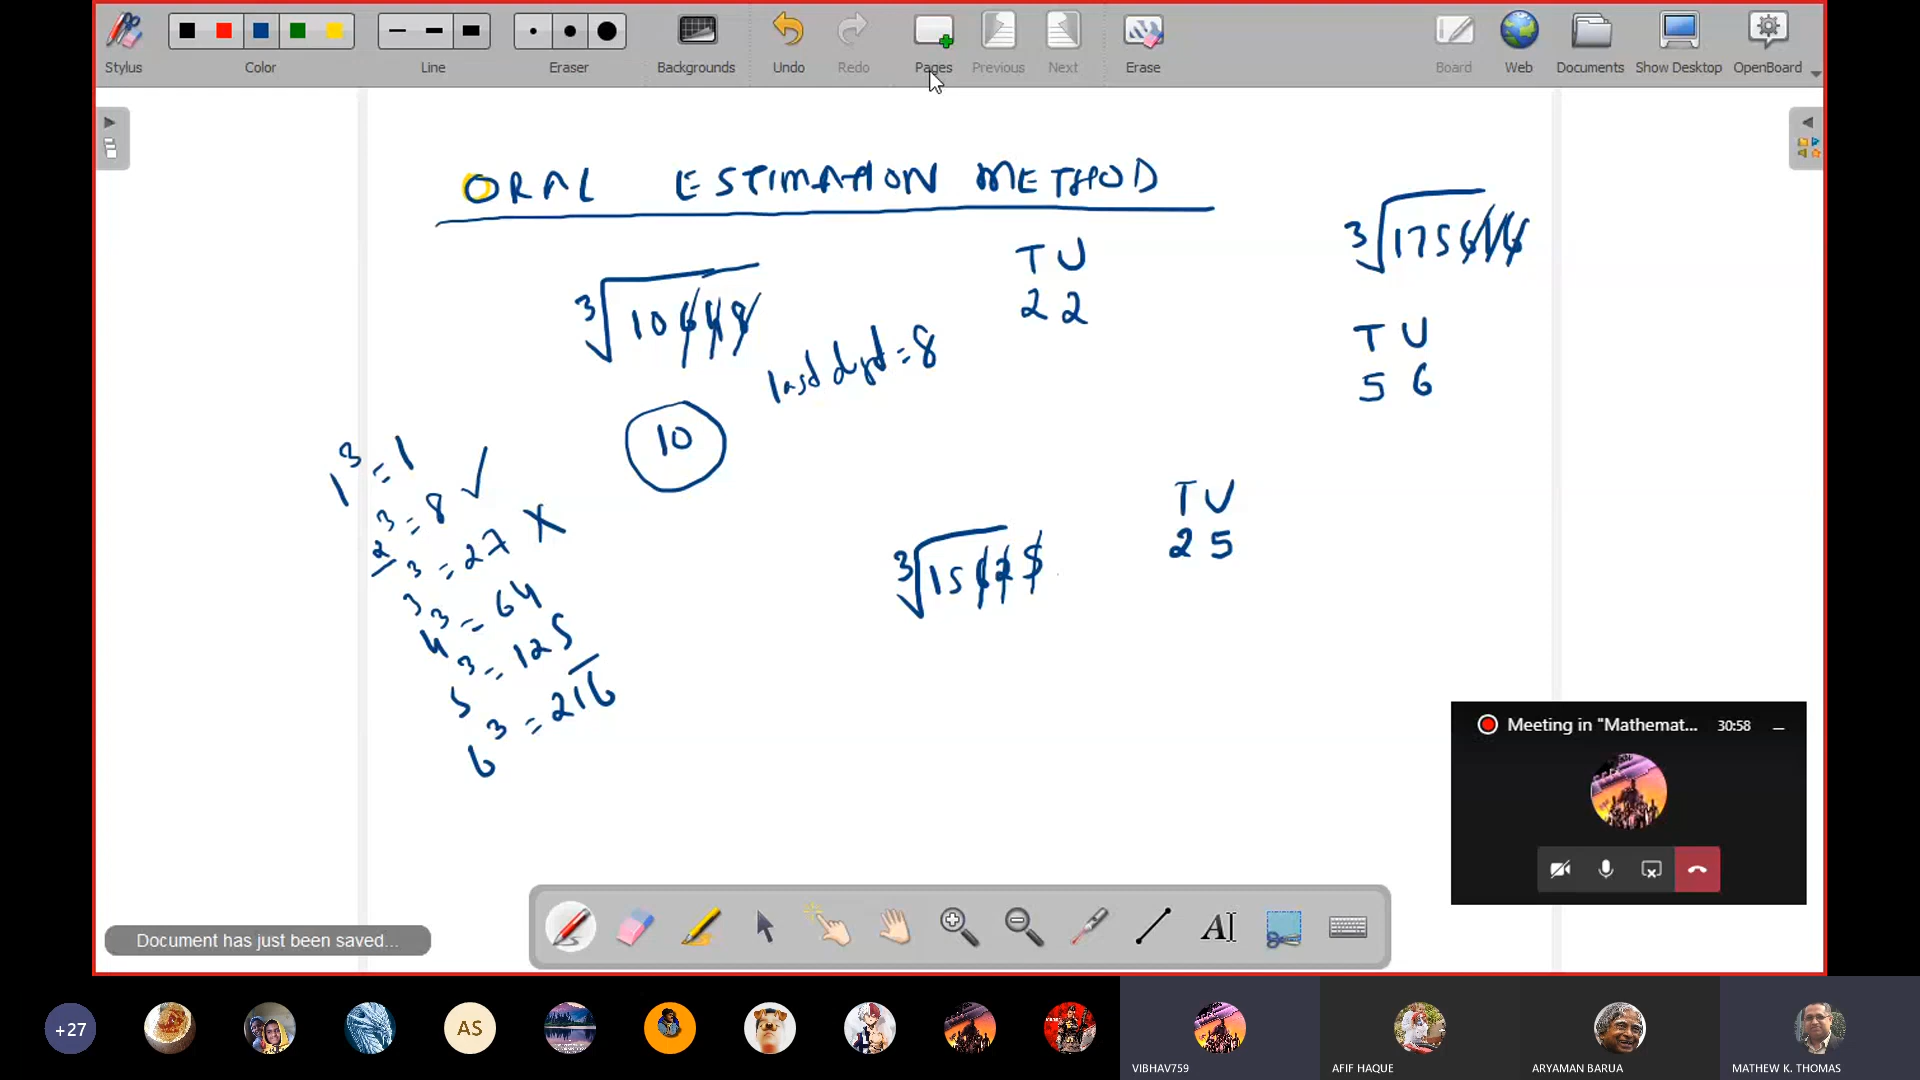 Stylus Color Line Eraser Backgrounds Undo Redo Pages Previous Next Erase Board Web Documents Show Desktop OpenBoard
ORAL ESTIMATION METHOD
3√10648
T U
2 2
last digit = 8
3√175616
T U
5 6
10
1³ = 1
2³ = 8 ✓
3³ = 27 X
4³ = 64
5³ = 125
6³ = 216
3√15625
T U
2 5
Meeting in "Mathemat... 30:58
Document has just been saved...
+27
AS
VIBHAV759
AFIF HAQUE
ARYAMAN BARUA
MATHEW K. THOMAS